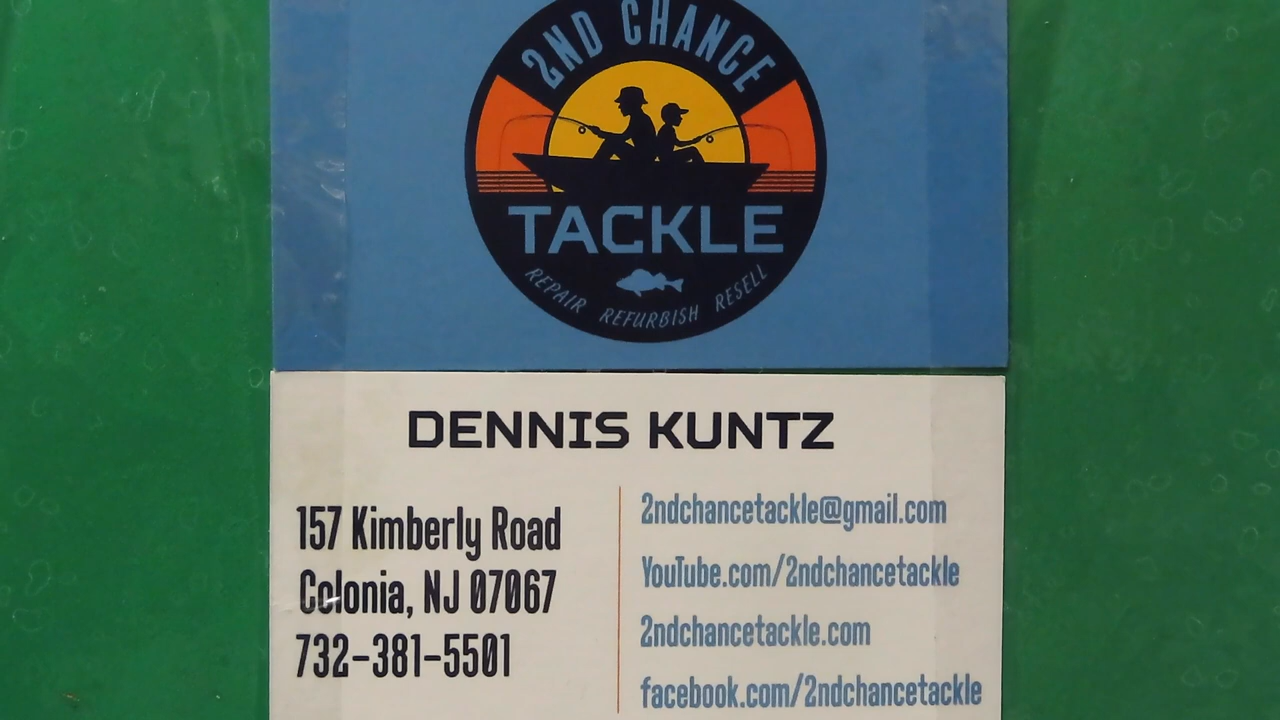 2ND CHANCE
TACKLE
REPAIR REFURBISH RESELL
DENNIS KUNTZ
157 Kimberly Road
Colonia, NJ 07067
732-381-5501
2ndchancetackle@gmail.com
YouTube.com/2ndchancetackle
2ndchancetackle.com
facebook.com/2ndchancetackle